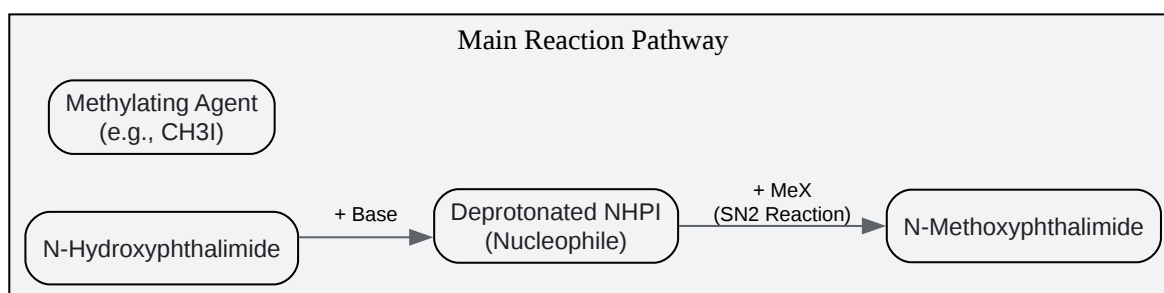 Main Reaction Pathway
Methylating Agent
(e.g., CH3I)
N-Hydroxyphthalimide
+ Base
Deprotonated NHPI
(Nucleophile)
+ MeX
(SN2 Reaction)
N-Methoxyphthalimide